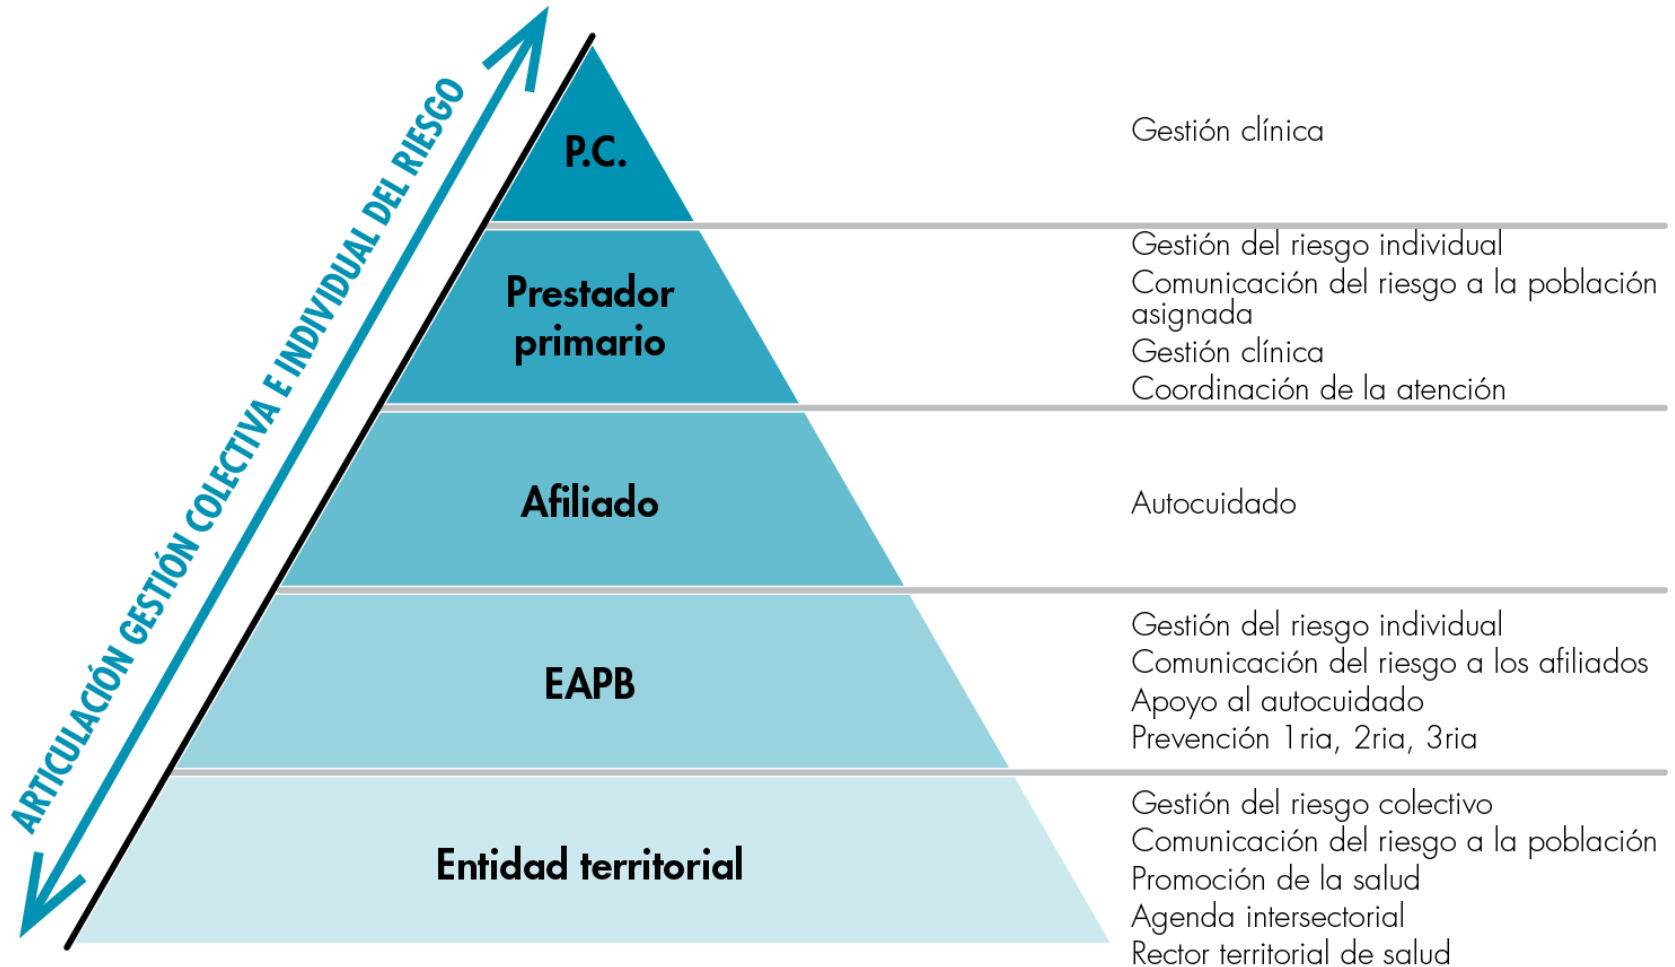 ARTICULACIÓN GESTIÓN COLECTIVA E INDIVIDUAL DEL RIESGO
P.C.
Gestión clínica
Prestador
primario
Gestión del riesgo individual
Comunicación del riesgo a la población
asignada
Gestión clínica
Coordinación de la atención
Afiliado
Autocuidado
EAPB
Gestión del riesgo individual
Comunicación del riesgo a los afiliados
Apoyo al autocuidado
Prevención 1ria, 2ria, 3ria
Entidad territorial
Gestión del riesgo colectivo
Comunicación del riesgo a la población
Promoción de la salud
Agenda intersectorial
Rector territorial de salud